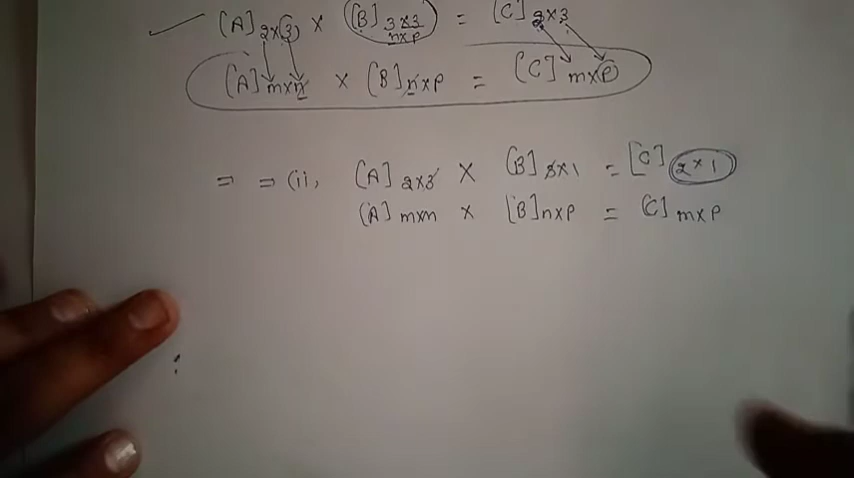 [A] 2×3 × [B] 3×3 = [C] 2×3
n×p
[A] m×n × [B] n×p = [C] m×p
= = (ii, [A] 2×3 × [B] 3×1 = [C] 2×1
[A] m×n × [B] n×p = [C] m×p